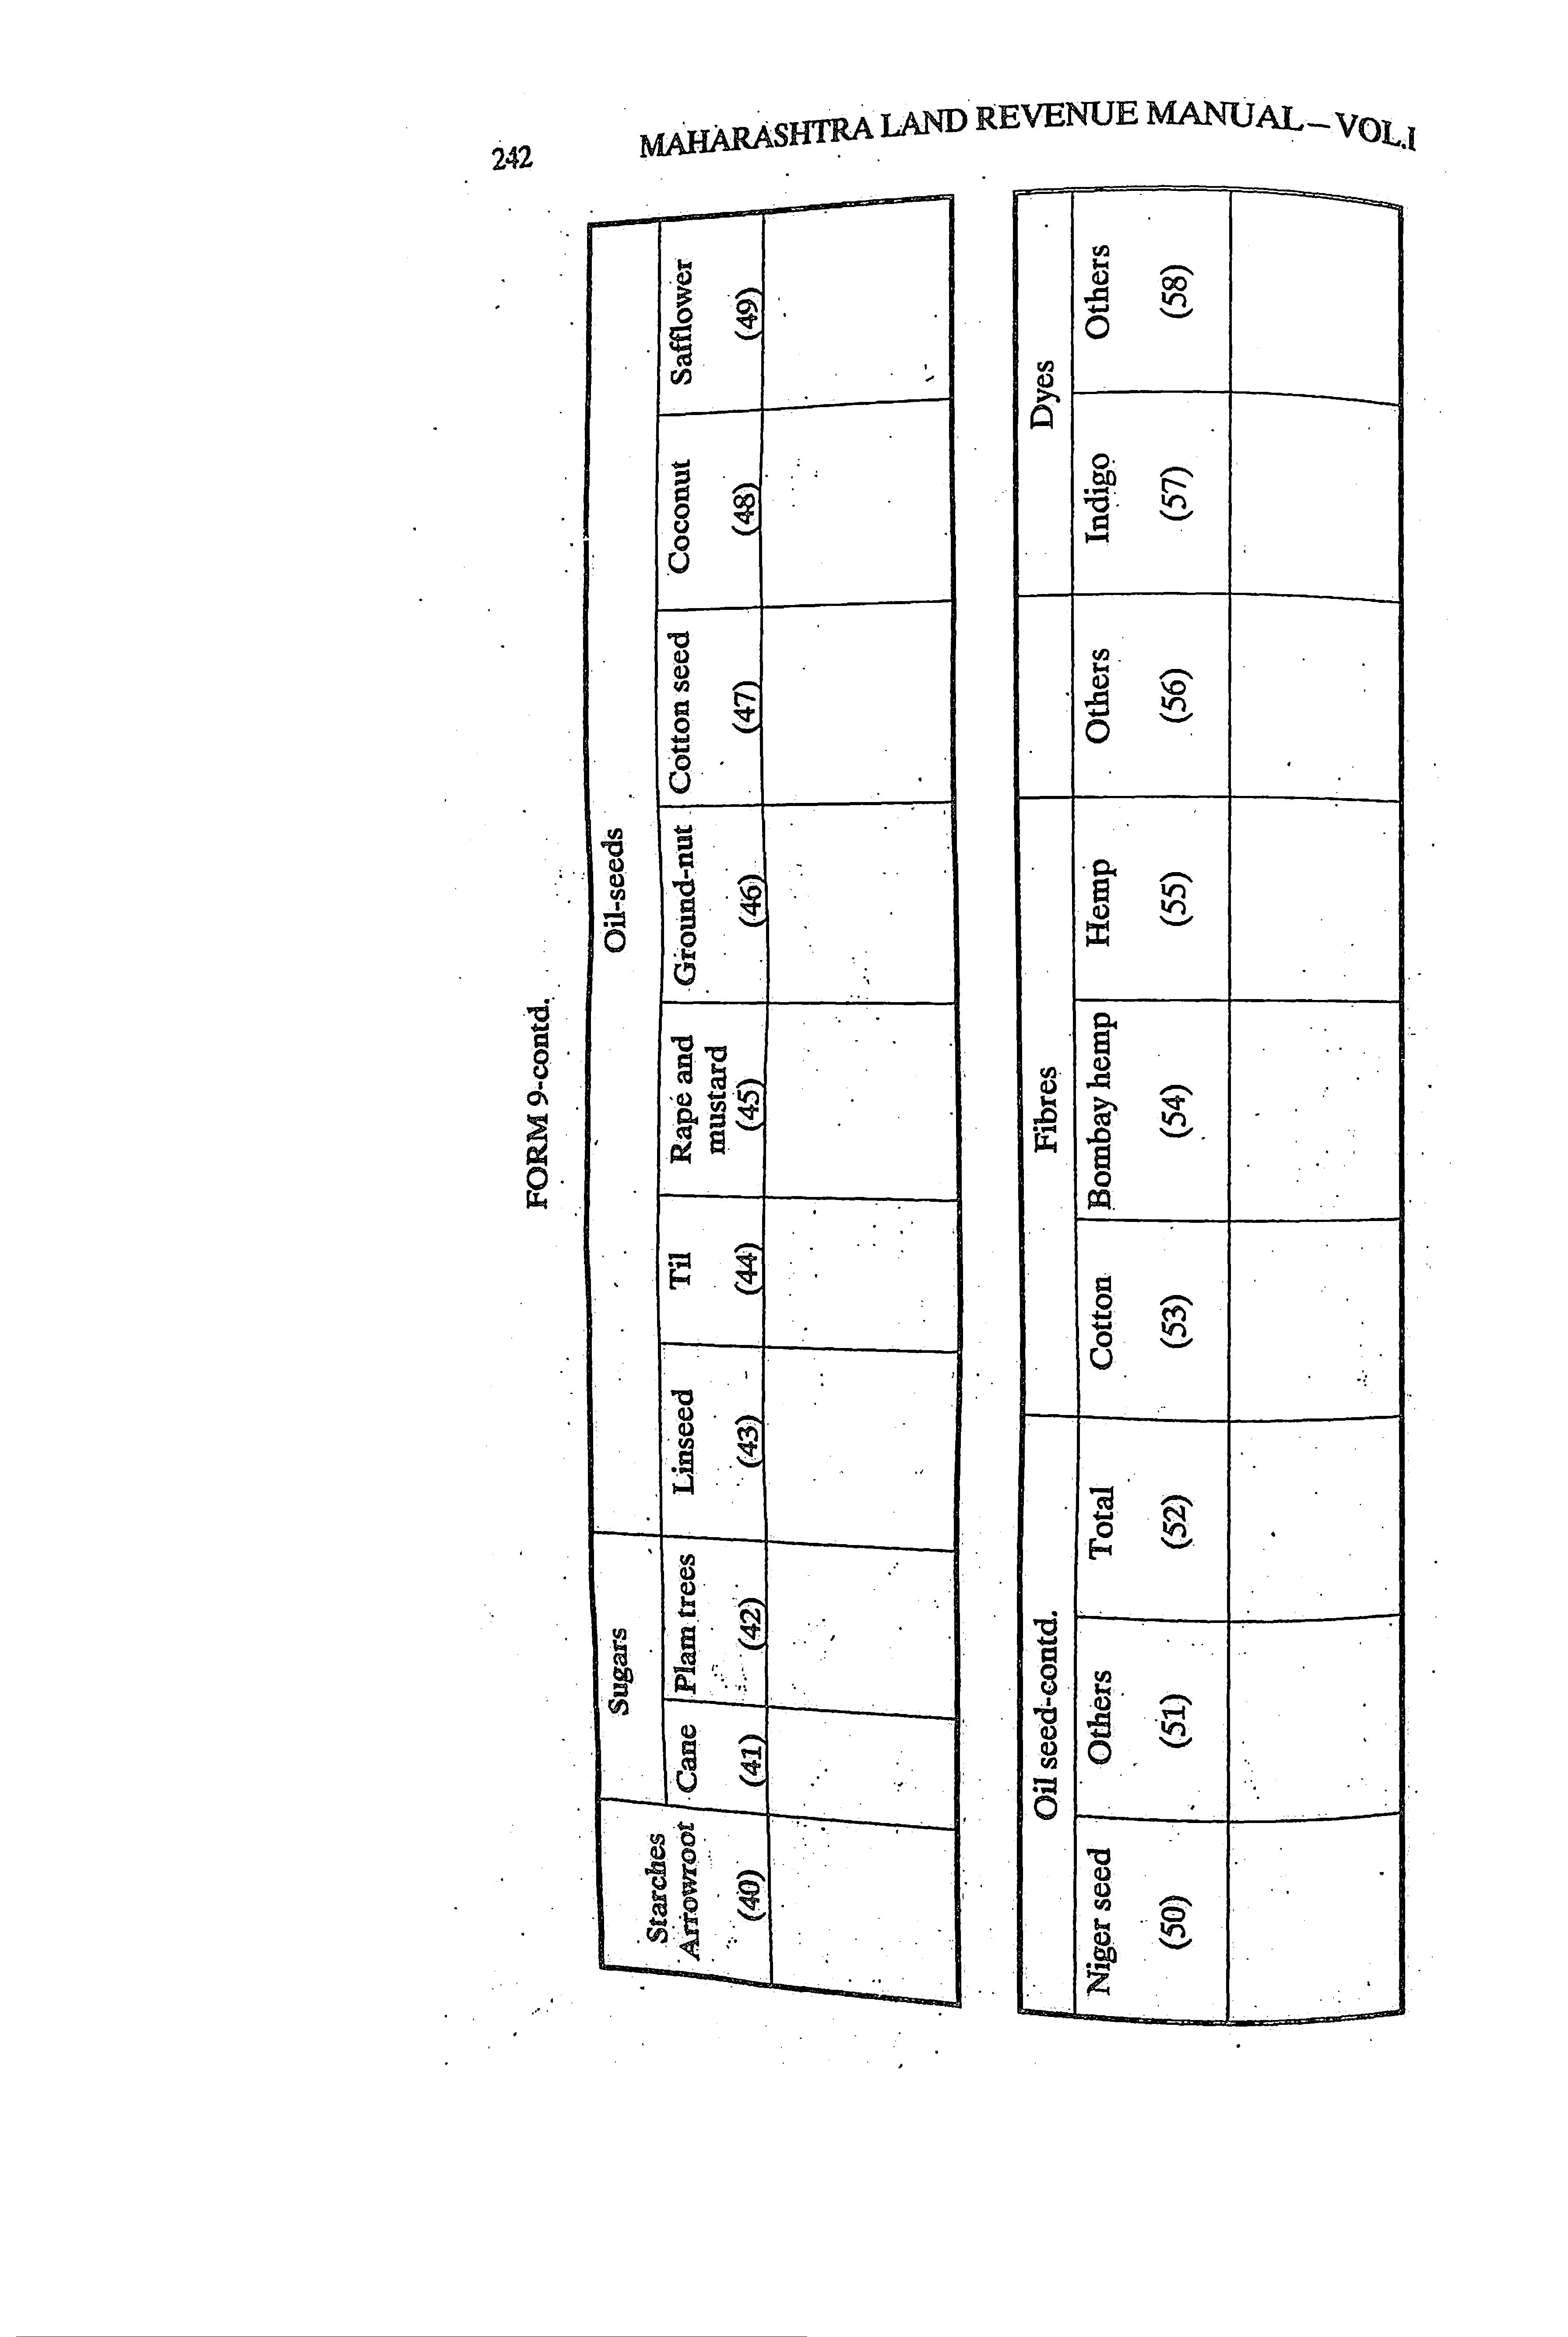 242 MAHARASHTRA LAND REVENUE MANUAL–VOL.I
FORM 9-contd.
Starches Sugars Oil-seeds
Arrowroot Cane Plam trees Linseed Til Rape and mustard Ground-nut Cotton seed Coconut Safflower
(40) (41) (42) (43) (44) (45) (46) (47) (48) (49)
Oil seed-contd. Fibres Dyes
Niger seed Others Total Cotton Bombay hemp Hemp Others Indigo Others
(50) (51) (52) (53) (54) (55) (56) (57) (58)